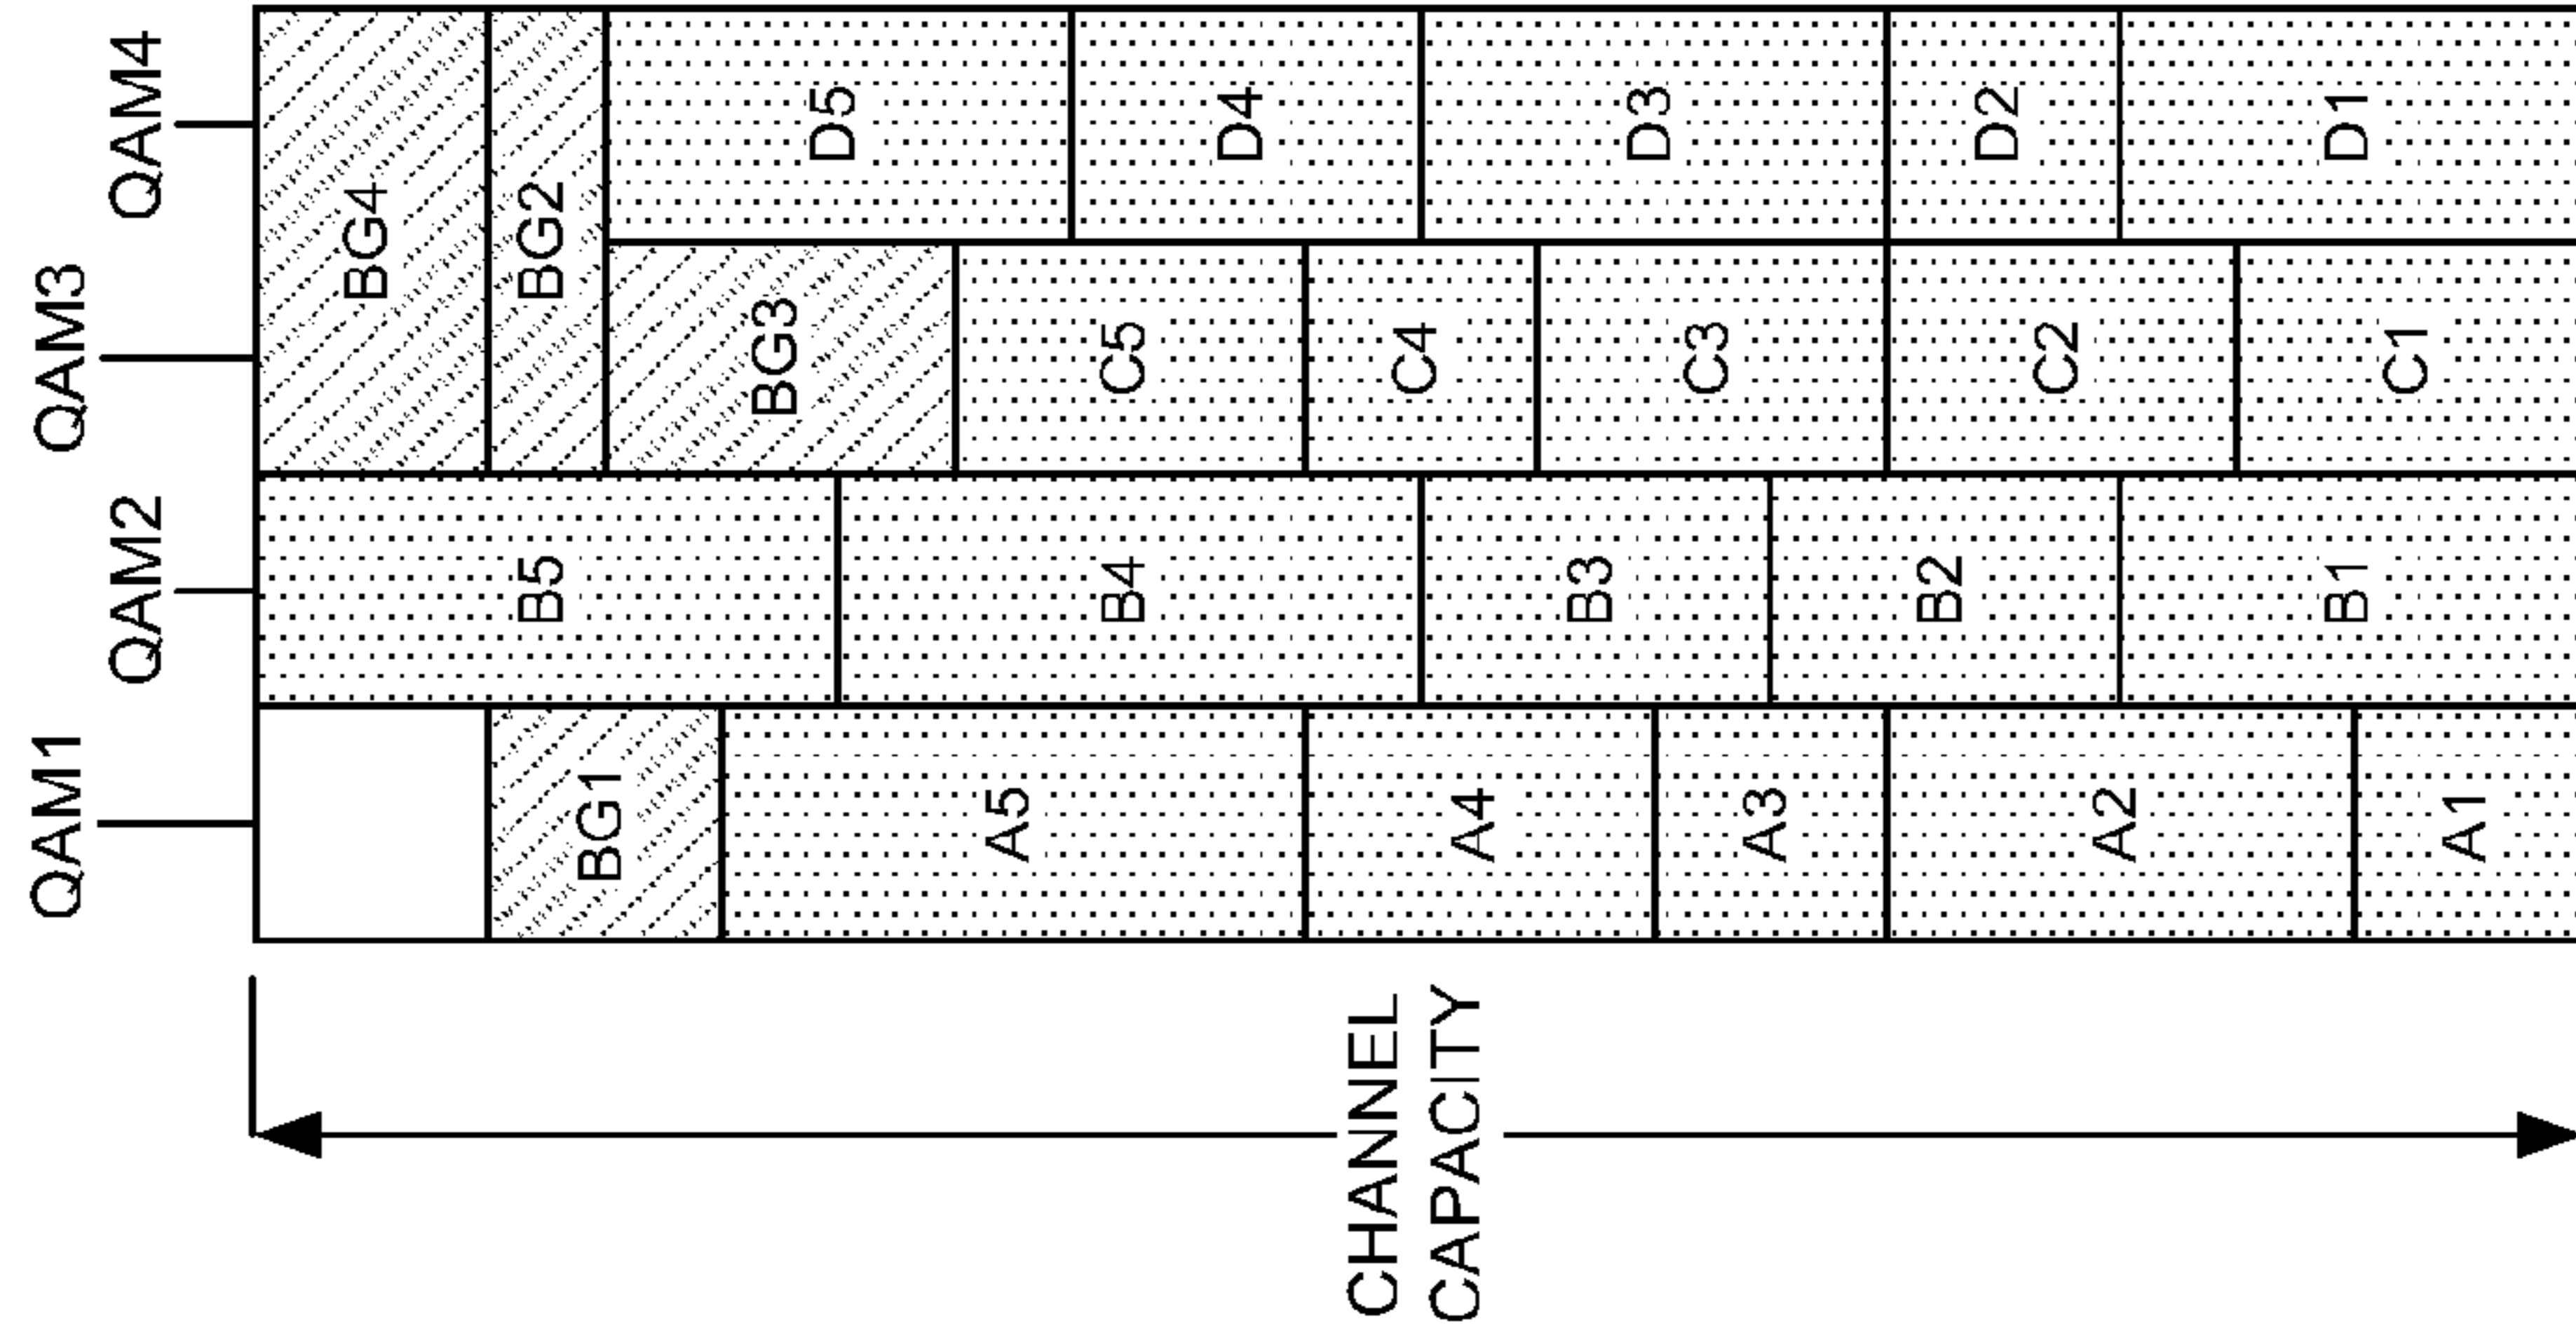 QAM1
QAM2
QAM3
QAM4
BG4
BG2
BG1
B5
BG3
D5
A5
B4
C5
D4
A4
B3
C4
D3
A3
B2
C3
D2
A2
B1
C2
D1
A1
C1
CHANNEL
CAPACITY